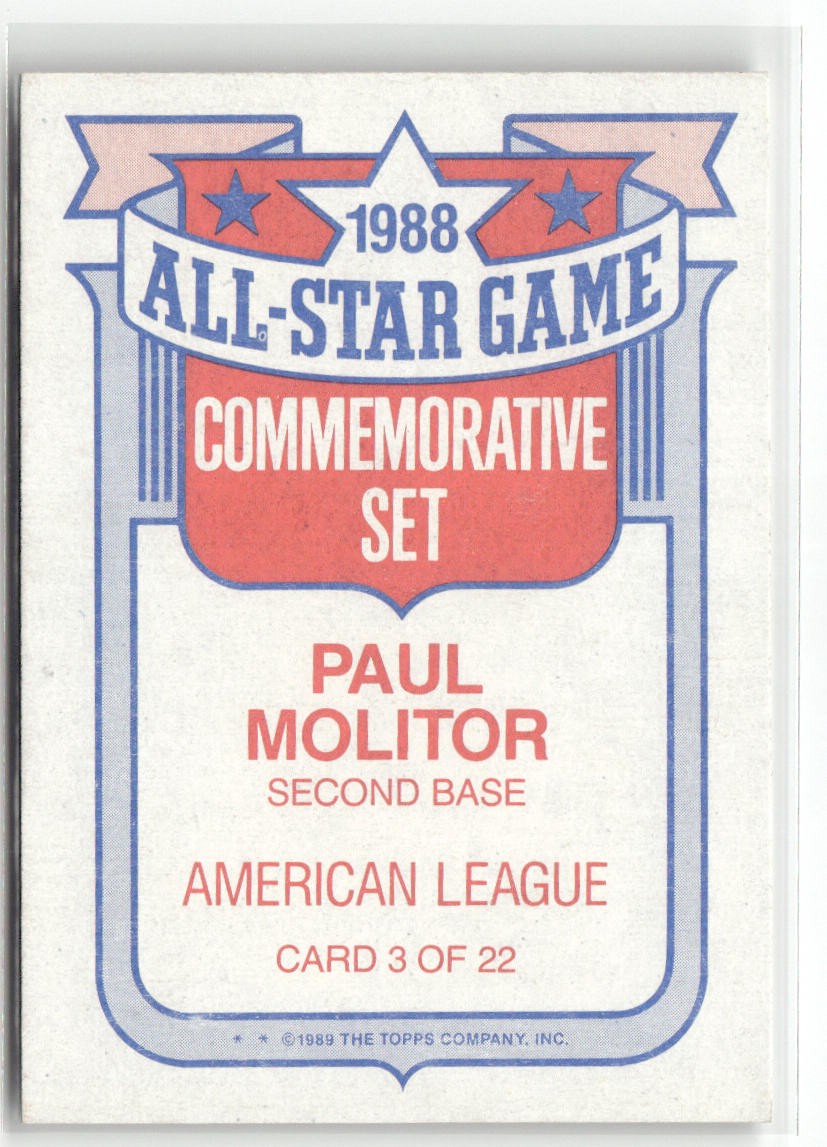 1988
ALL-STAR GAME
COMMEMORATIVE
SET
PAUL
MOLITOR
SECOND BASE
AMERICAN LEAGUE
CARD 3 OF 22
* * ©1989 THE TOPPS COMPANY, INC.